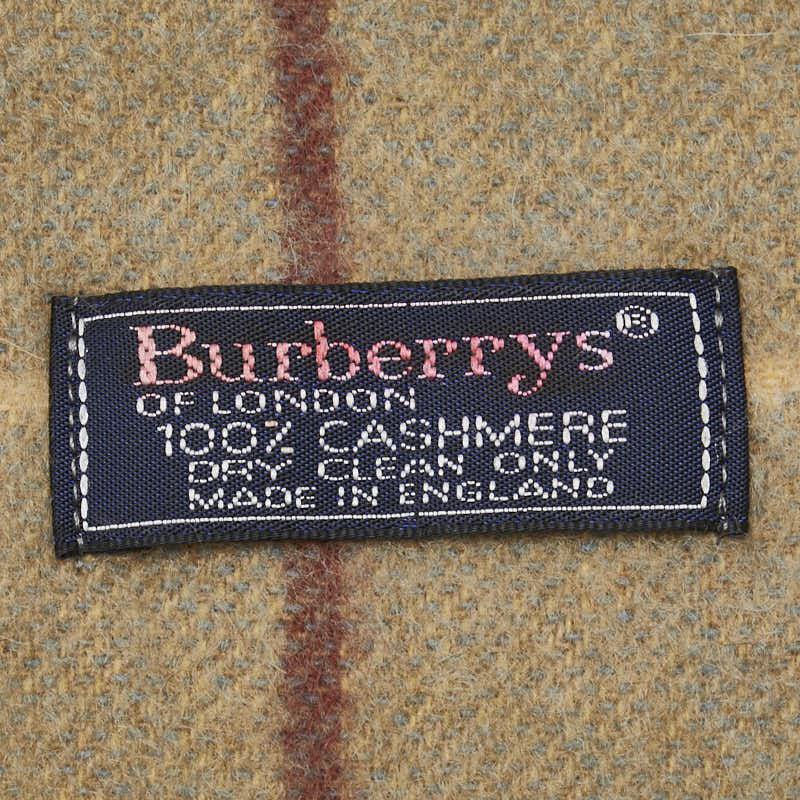 Burberrys®
OF LONDON
100% CASHMERE
DRY CLEAN ONLY
MADE IN ENGLAND